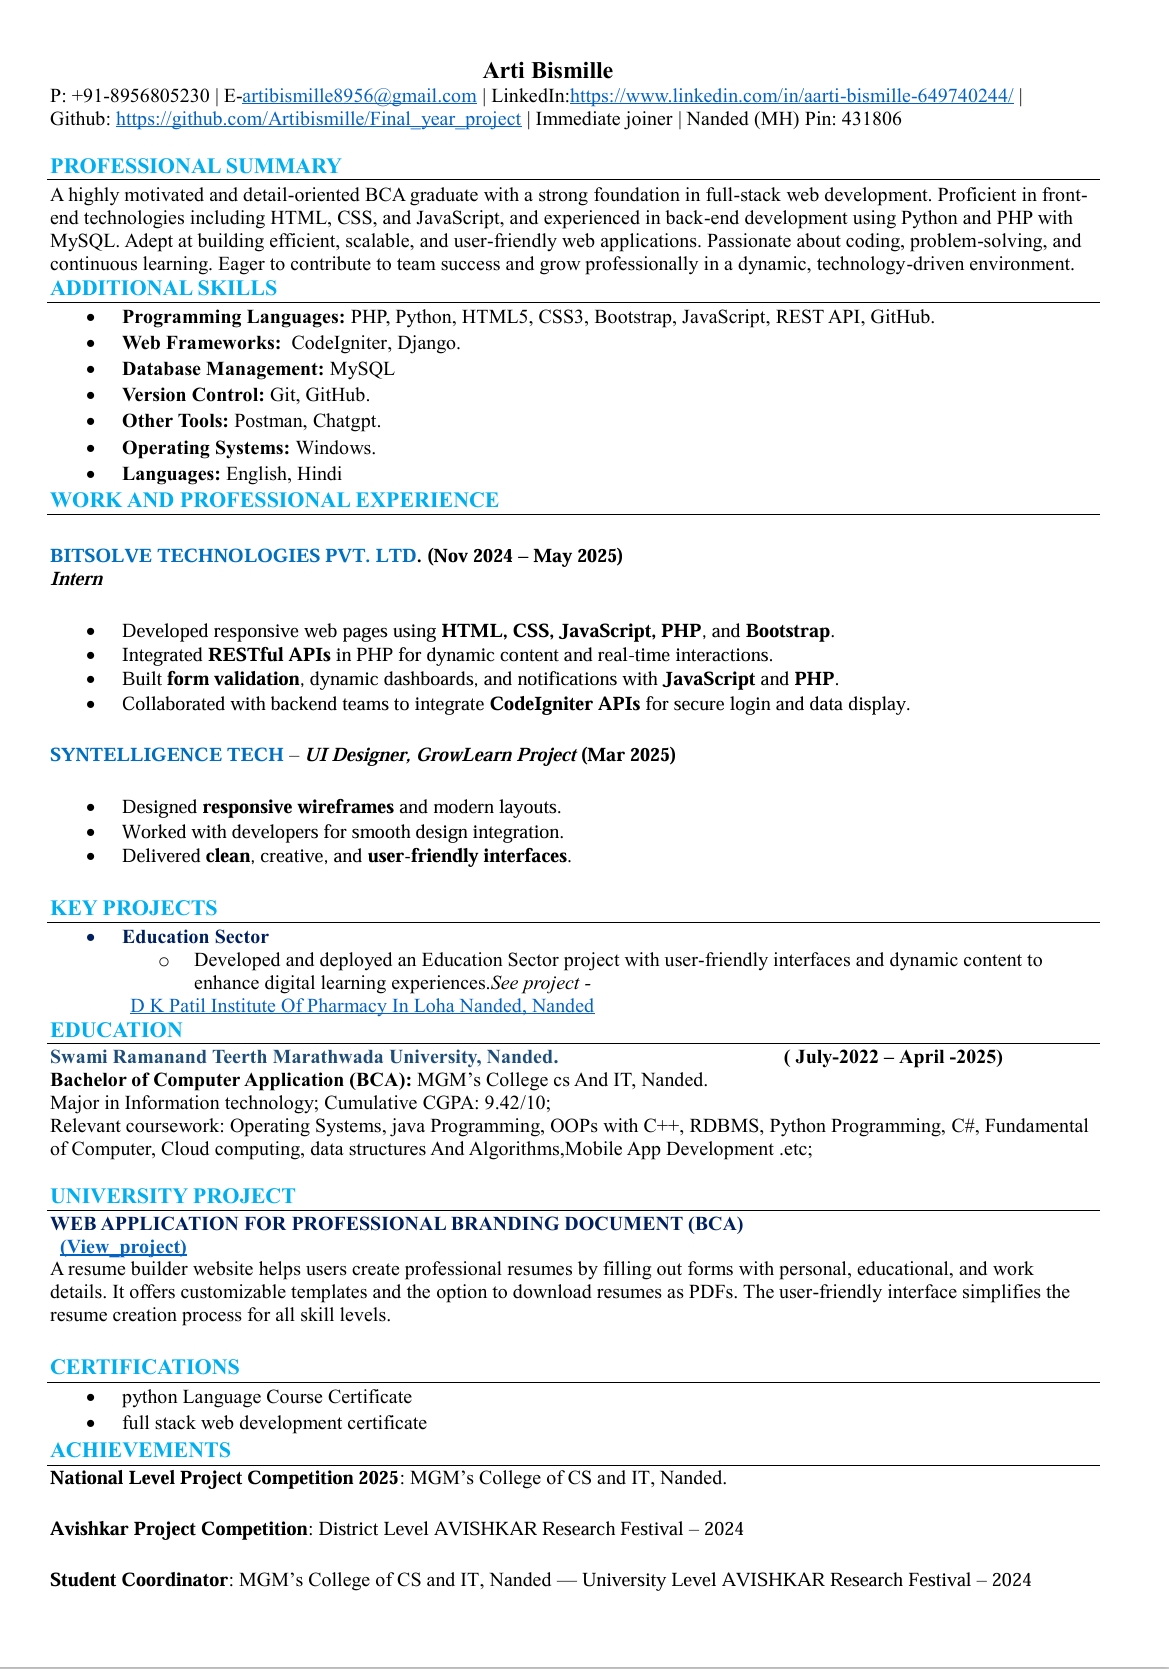 Arti Bismille
P: +91-8956805230 | E-artibismille8956@gmail.com | LinkedIn:https://www.linkedin.com/in/aarti-bismille-649740244/ |
Github: https://github.com/Artibismille/Final_year_project | Immediate joiner | Nanded (MH) Pin: 431806
PROFESSIONAL SUMMARY
A highly motivated and detail-oriented BCA graduate with a strong foundation in full-stack web development. Proficient in front-
end technologies including HTML, CSS, and JavaScript, and experienced in back-end development using Python and PHP with
MySQL. Adept at building efficient, scalable, and user-friendly web applications. Passionate about coding, problem-solving, and
continuous learning. Eager to contribute to team success and grow professionally in a dynamic, technology-driven environment.
ADDITIONAL SKILLS
• Programming Languages: PHP, Python, HTML5, CSS3, Bootstrap, JavaScript, REST API, GitHub.
• Web Frameworks:  CodeIgniter, Django.
• Database Management: MySQL
• Version Control: Git, GitHub.
• Other Tools: Postman, Chatgpt.
• Operating Systems: Windows.
• Languages: English, Hindi
WORK AND PROFESSIONAL EXPERIENCE
BITSOLVE TECHNOLOGIES PVT. LTD. (Nov 2024 – May 2025)
Intern
• Developed responsive web pages using HTML, CSS, JavaScript, PHP, and Bootstrap.
• Integrated RESTful APIs in PHP for dynamic content and real-time interactions.
• Built form validation, dynamic dashboards, and notifications with JavaScript and PHP.
• Collaborated with backend teams to integrate CodeIgniter APIs for secure login and data display.
SYNTELLIGENCE TECH – UI Designer, GrowLearn Project (Mar 2025)
• Designed responsive wireframes and modern layouts.
• Worked with developers for smooth design integration.
• Delivered clean, creative, and user-friendly interfaces.
KEY PROJECTS
• Education Sector
o Developed and deployed an Education Sector project with user-friendly interfaces and dynamic content to
enhance digital learning experiences.See project -
D K Patil Institute Of Pharmacy In Loha Nanded, Nanded
EDUCATION
Swami Ramanand Teerth Marathwada University, Nanded. ( July-2022 – April -2025)
Bachelor of Computer Application (BCA): MGM’s College cs And IT, Nanded.
Major in Information technology; Cumulative CGPA: 9.42/10;
Relevant coursework: Operating Systems, java Programming, OOPs with C++, RDBMS, Python Programming, C#, Fundamental
of Computer, Cloud computing, data structures And Algorithms,Mobile App Development .etc;
UNIVERSITY PROJECT
WEB APPLICATION FOR PROFESSIONAL BRANDING DOCUMENT (BCA)
(View_project)
A resume builder website helps users create professional resumes by filling out forms with personal, educational, and work
details. It offers customizable templates and the option to download resumes as PDFs. The user-friendly interface simplifies the
resume creation process for all skill levels.
CERTIFICATIONS
• python Language Course Certificate
• full stack web development certificate
ACHIEVEMENTS
National Level Project Competition 2025: MGM’s College of CS and IT, Nanded.
Avishkar Project Competition: District Level AVISHKAR Research Festival – 2024
Student Coordinator: MGM’s College of CS and IT, Nanded — University Level AVISHKAR Research Festival – 2024